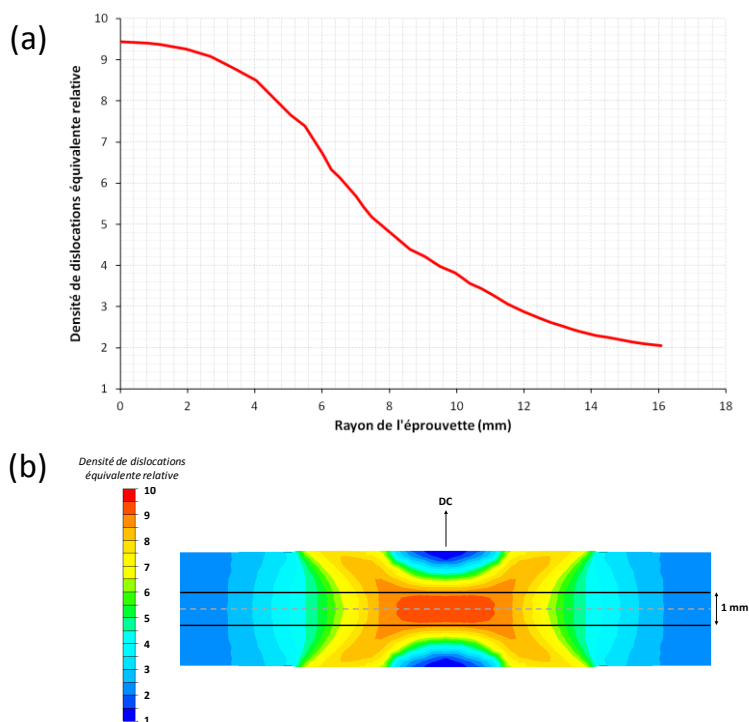 (a)
Densité de dislocations équivalente relative
10
9
8
7
6
5
4
3
2
1
0 2 4 6 8 10 12 14 16 18
Rayon de l'éprouvette (mm)
(b)
Densité de dislocations
équivalente relative
10
9
8
7
6
5
4
3
2
1
DC
1 mm